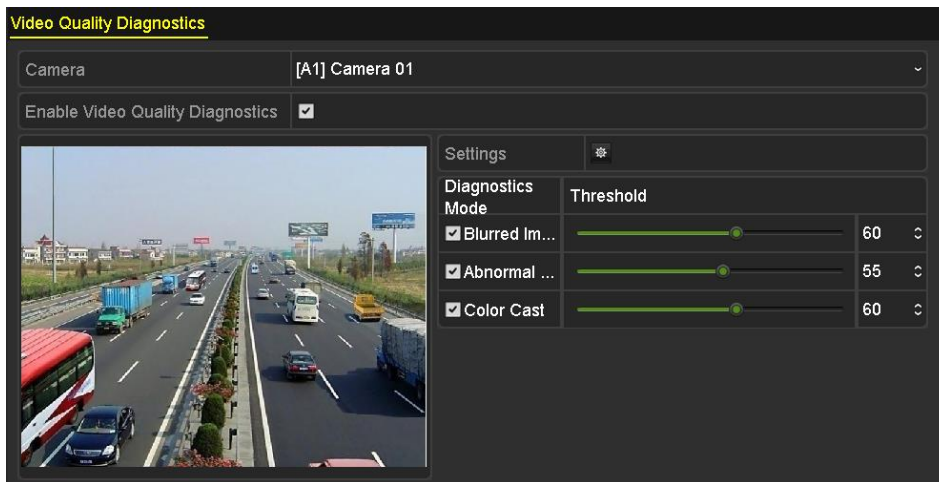 Video Quality Diagnostics
Camera [A1] Camera 01
Enable Video Quality Diagnostics
Settings
Diagnostics
Mode
Threshold
Blurred Im... 60
Abnormal ... 55
Color Cast 60